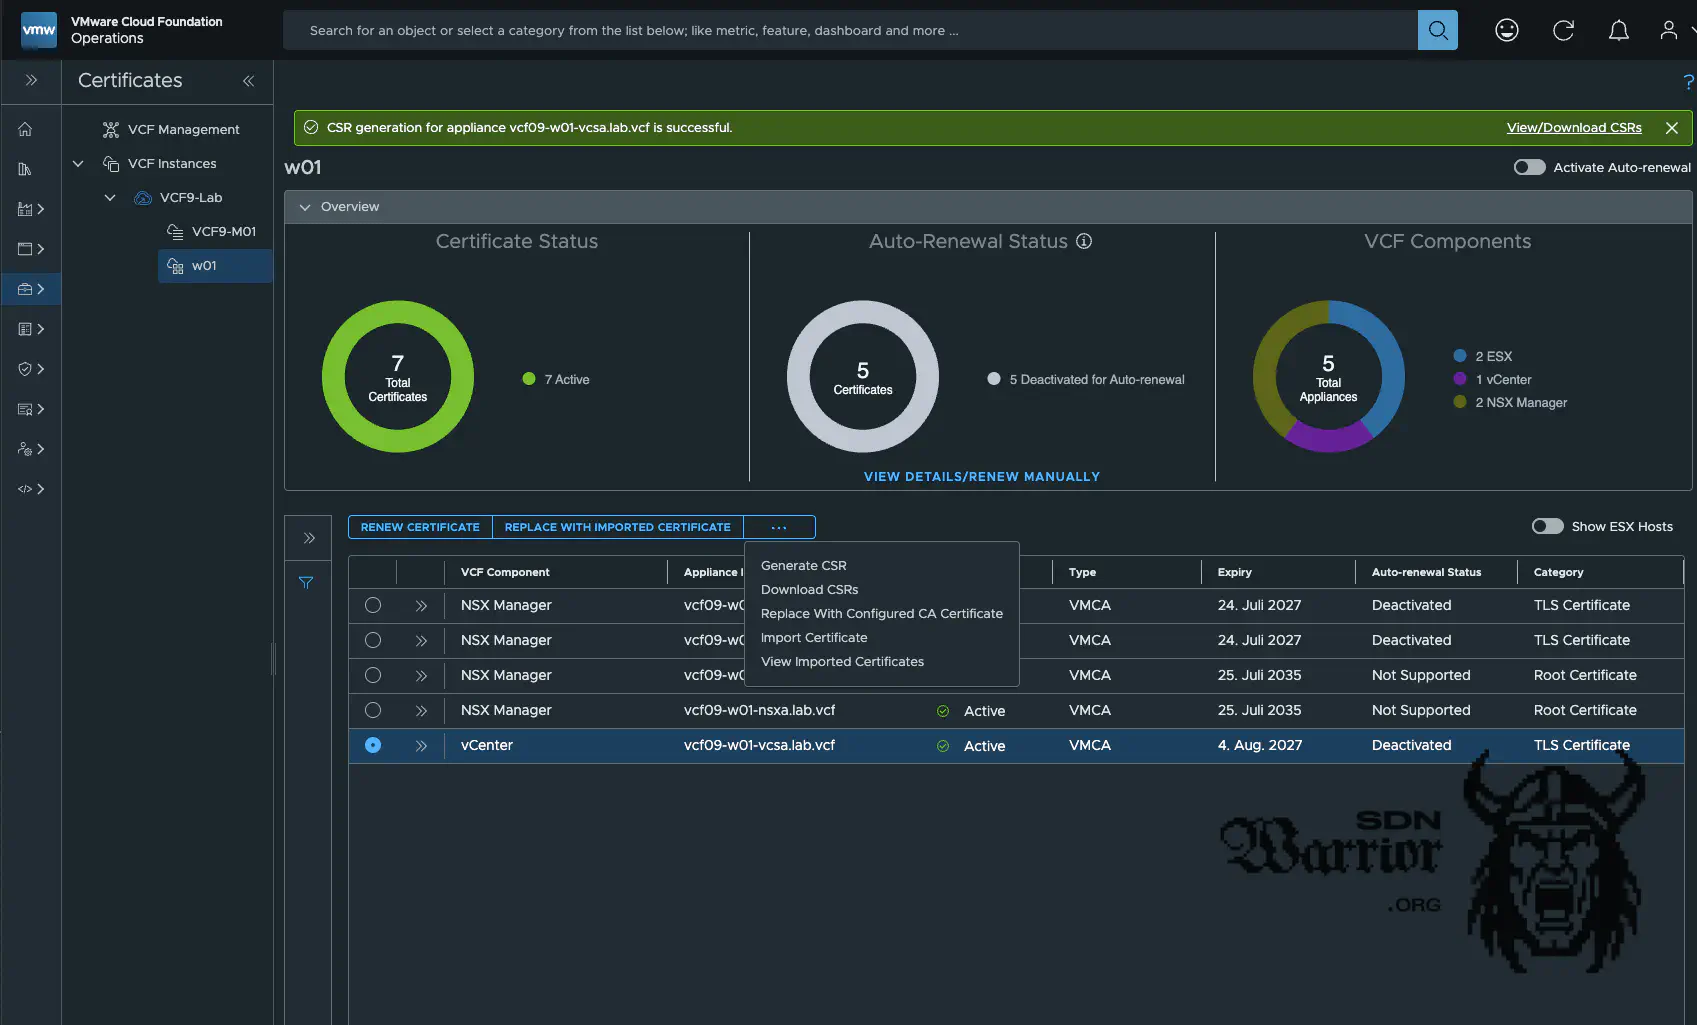 vmw
VMware Cloud Foundation
Operations
Search for an object or select a category from the list below; like metric, feature, dashboard and more ...
Certificates
?
VCF Management
VCF Instances
VCF9-Lab
VCF9-M01
w01
CSR generation for appliance vcf09-w01-vcsa.lab.vcf is successful.
View/Download CSRs
w01
Activate Auto-renewal
Overview
Certificate Status
7
Total
Certificates
7 Active
Auto-Renewal Status
5
Certificates
5 Deactivated for Auto-renewal
VIEW DETAILS/RENEW MANUALLY
VCF Components
5
Total
Appliances
2 ESX
1 vCenter
2 NSX Manager
RENEW CERTIFICATE
REPLACE WITH IMPORTED CERTIFICATE
...
Show ESX Hosts
Generate CSR
Download CSRs
Replace With Configured CA Certificate
Import Certificate
View Imported Certificates
VCF Component Appliance Type Expiry Auto-renewal Status Category
NSX Manager vcf09-w0 VMCA 24. Juli 2027 Deactivated TLS Certificate
NSX Manager vcf09-w0 VMCA 24. Juli 2027 Deactivated TLS Certificate
NSX Manager vcf09-w0 VMCA 25. Juli 2035 Not Supported Root Certificate
NSX Manager vcf09-w01-nsxa.lab.vcf Active VMCA 25. Juli 2035 Not Supported Root Certificate
vCenter vcf09-w01-vcsa.lab.vcf Active VMCA 4. Aug. 2027 Deactivated TLS Certificate
SDN
Warrior
.ORG